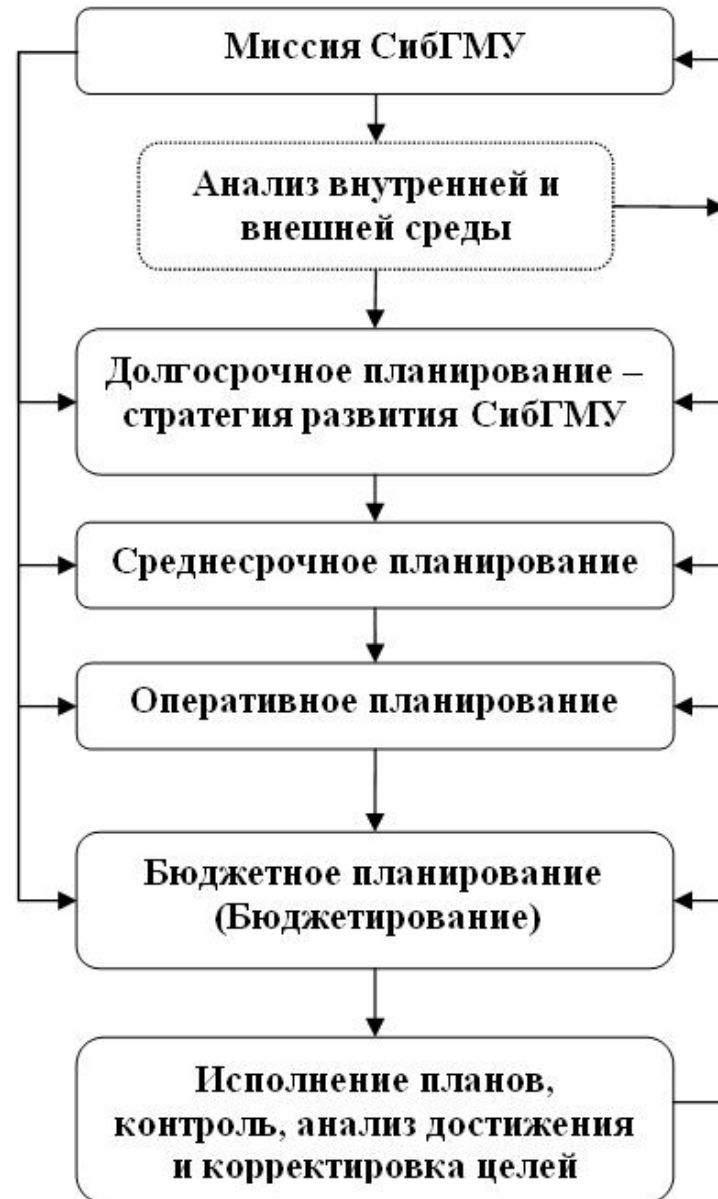 Миссия СибГМУ
Анализ внутренней и
внешней среды
Долгосрочное планирование –
стратегия развития СибГМУ
Среднесрочное планирование
Оперативное планирование
Бюджетное планирование
(Бюджетирование)
Исполнение планов,
контроль, анализ достижения
и корректировка целей